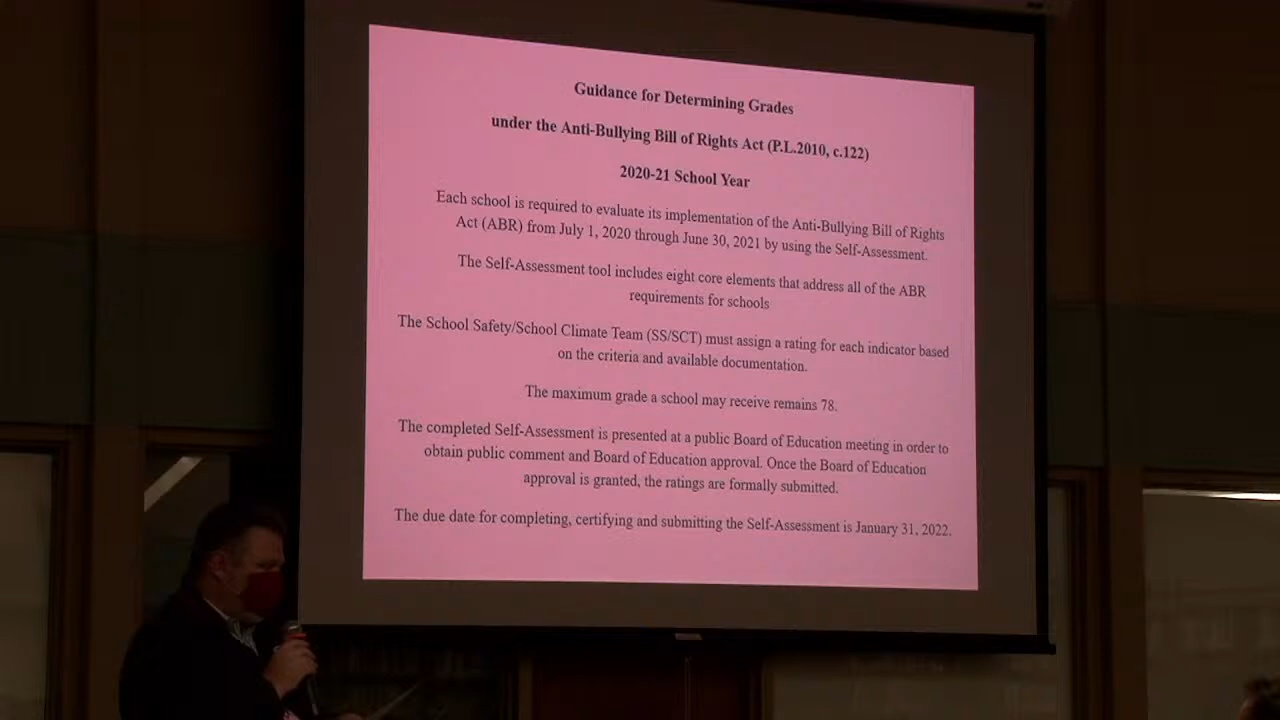 Guidance for Determining Grades
under the Anti-Bullying Bill of Rights Act (P.L.2010, c.122)
2020-21 School Year
Each school is required to evaluate its implementation of the Anti-Bullying Bill of Rights
Act (ABR) from July 1, 2020 through June 30, 2021 by using the Self-Assessment.
The Self-Assessment tool includes eight core elements that address all of the ABR
requirements for schools
The School Safety/School Climate Team (SS/SCT) must assign a rating for each indicator based
on the criteria and available documentation.
The maximum grade a school may receive remains 78.
The completed Self-Assessment is presented at a public Board of Education meeting in order to
obtain public comment and Board of Education approval. Once the Board of Education
approval is granted, the ratings are formally submitted.
The due date for completing, certifying and submitting the Self-Assessment is January 31, 2022.